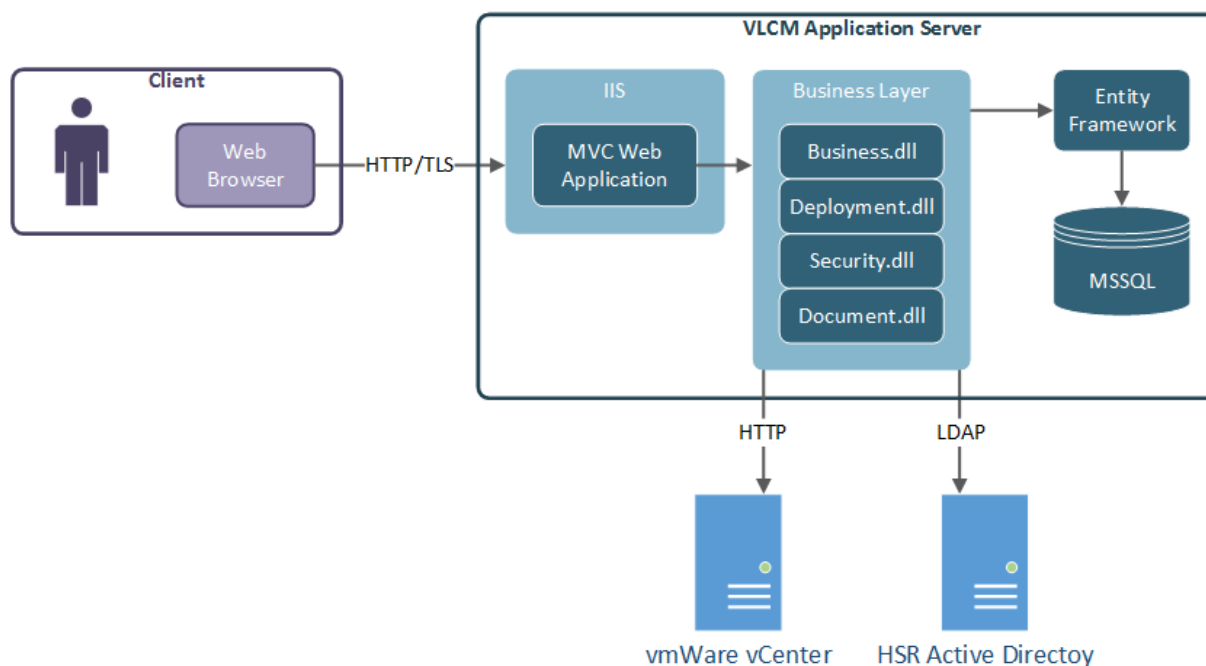 VLCM Application Server
Client
Web
Browser
HTTP/TLS
IIS
MVC Web
Application
Business Layer
Business.dll
Deployment.dll
Security.dll
Document.dll
Entity
Framework
MSSQL
HTTP
LDAP
vmWare vCenter
HSR Active Directoy